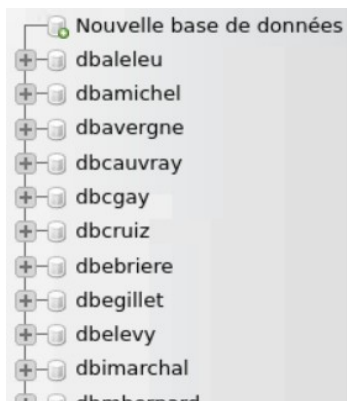 Nouvelle base de données
dbaleleu
dbamichel
dbavergne
dbcauvray
dbcgay
dbcruiz
dbebriere
dbegillet
dbelevy
dbimarchal